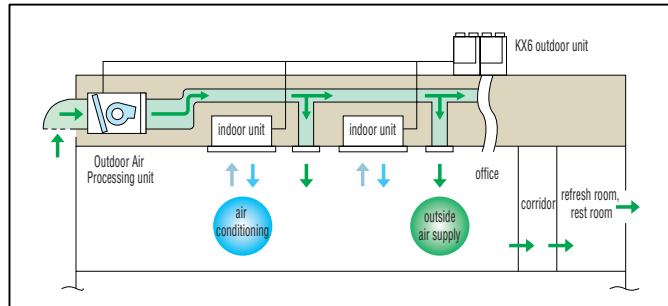 KX6 outdoor unit
indoor unit
indoor unit
Outdoor Air
Processing unit
office
corridor
refresh room,
rest room
air
conditioning
outside
air supply